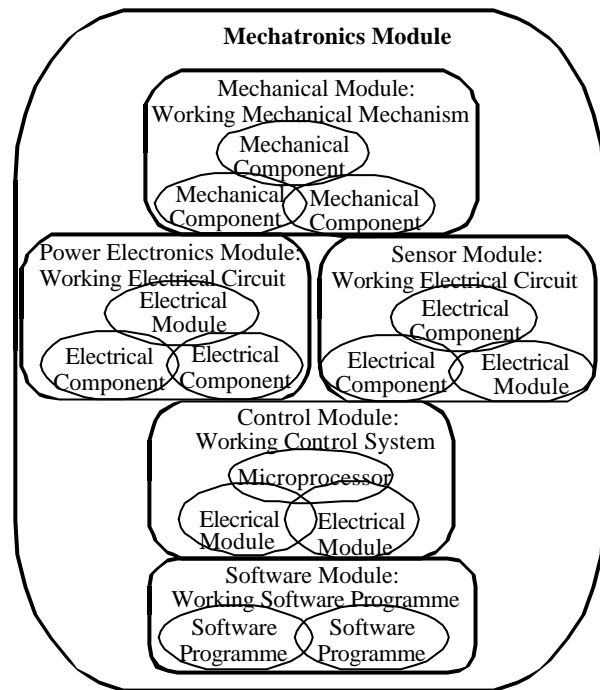 Mechatronics Module
Mechanical Module:
Working Mechanical Mechanism
Mechanical
Component
Mechanical
Component
Mechanical
Component
Power Electronics Module:
Working Electrical Circuit
Electrical
Module
Electrical
Component
Electrical
Component
Sensor Module:
Working Electrical Circuit
Electrical
Component
Electrical
Component
Electrical
Module
Control Module:
Working Control System
Microprocessor
Elecrical
Module
Electrical
Module
Software Module:
Working Software Programme
Software
Programme
Software
Programme